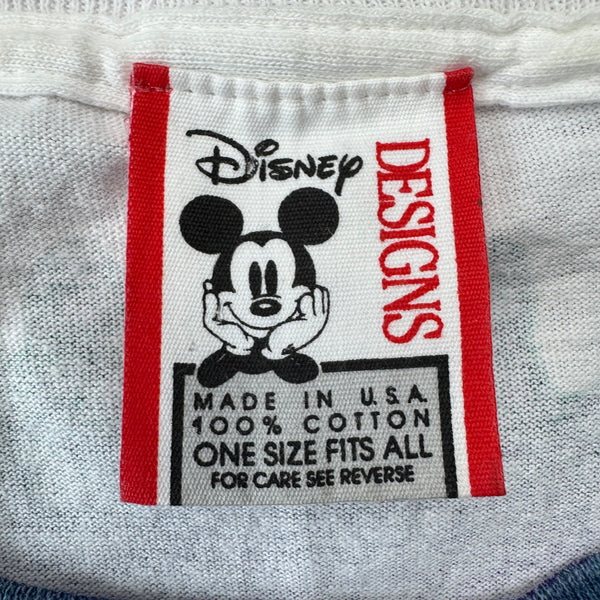 Disney
DESIGNS
MADE IN U.S.A.
100% COTTON
ONE SIZE FITS ALL
FOR CARE SEE REVERSE